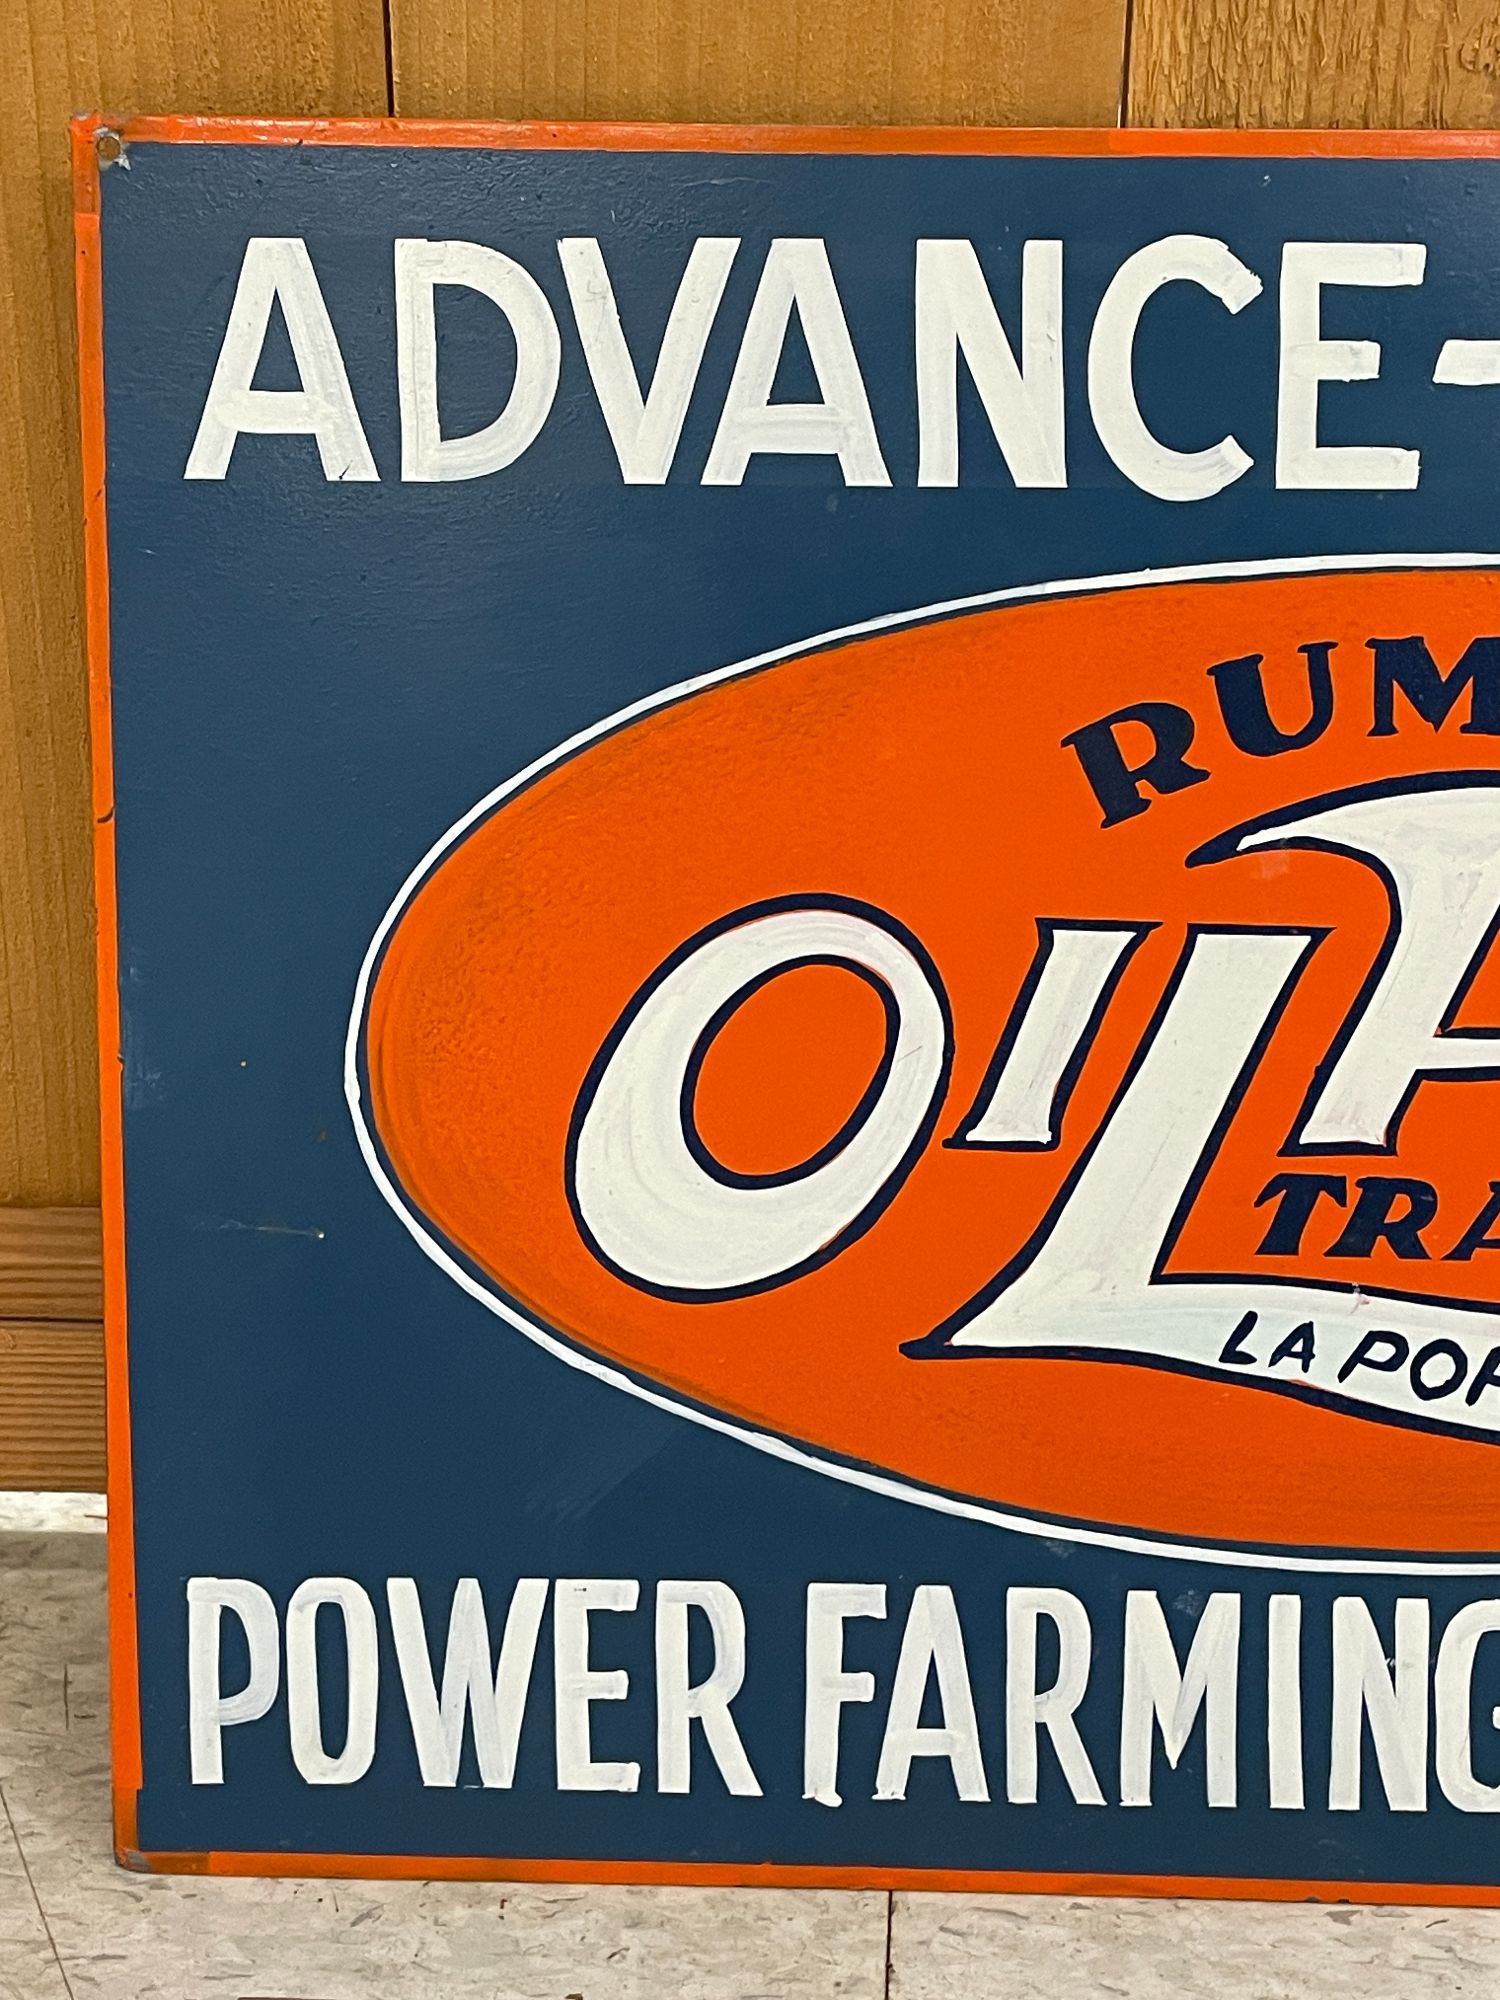 ADVANCE-
RUM
OIL
TRA
LA POR
POWER FARMING